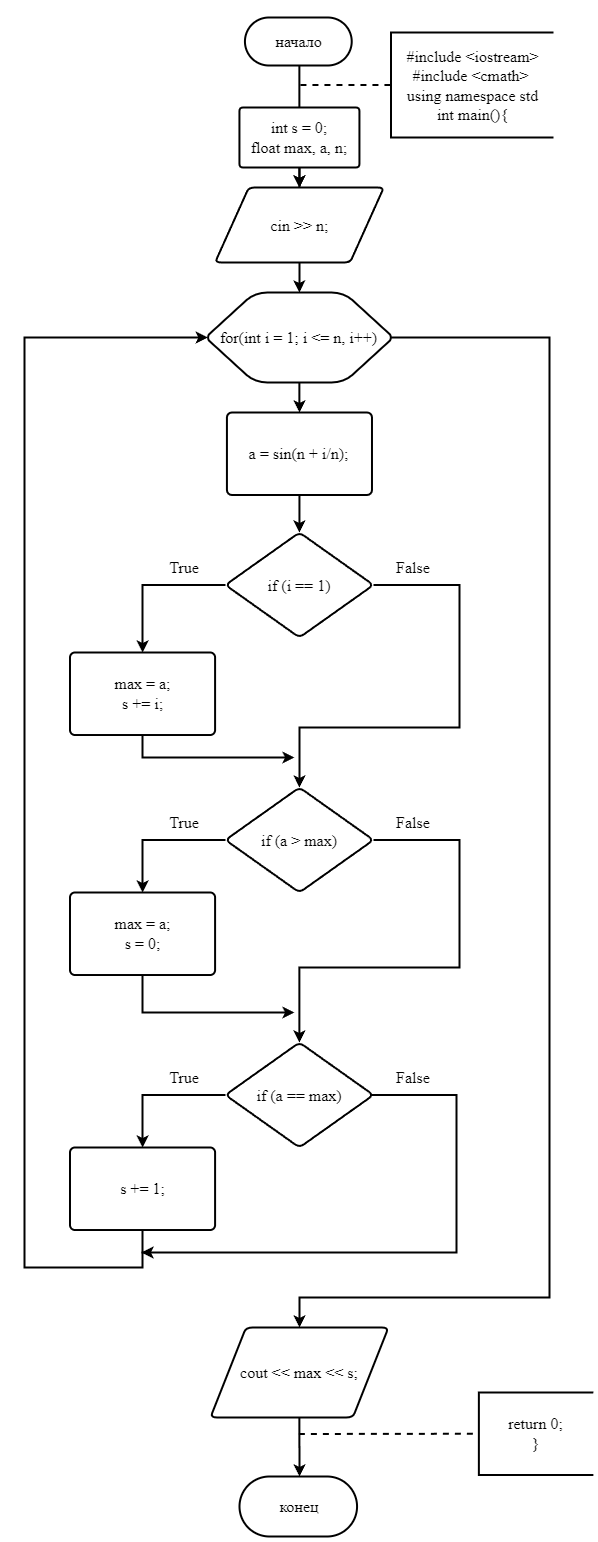 начало
#include <iostream>
#include <cmath>
using namespace std
int main(){
int s = 0;
float max, a, n;
cin >> n;
for(int i = 1; i <= n, i++)
a = sin(n + i/n);
True
False
if (i == 1)
max = a;
s += i;
True
False
if (a > max)
max = a;
s = 0;
True
False
if (a == max)
s += 1;
cout << max << s;
return 0;
}
конец